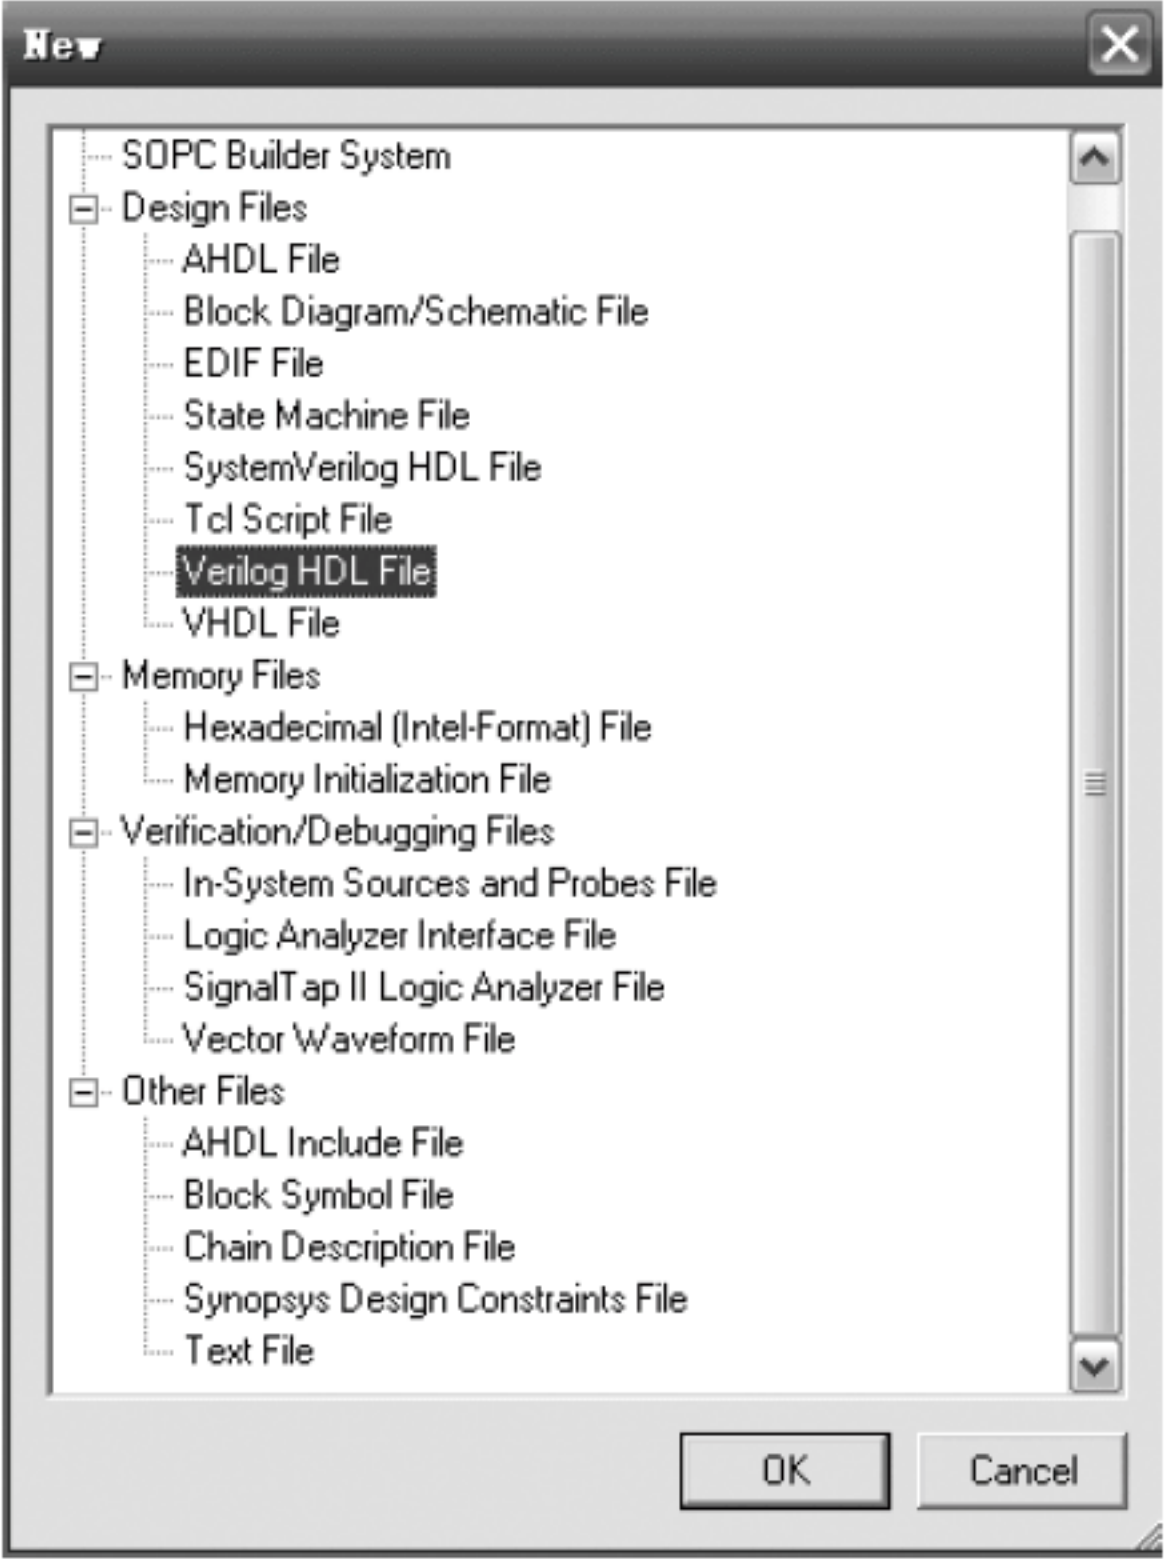 New
SOPC Builder System
Design Files
AHDL File
Block Diagram/Schematic File
EDIF File
State Machine File
SystemVerilog HDL File
Tcl Script File
Verilog HDL File
VHDL File
Memory Files
Hexadecimal (Intel-Format) File
Memory Initialization File
Verification/Debugging Files
In-System Sources and Probes File
Logic Analyzer Interface File
SignalTap II Logic Analyzer File
Vector Waveform File
Other Files
AHDL Include File
Block Symbol File
Chain Description File
Synopsys Design Constraints File
Text File
OK Cancel